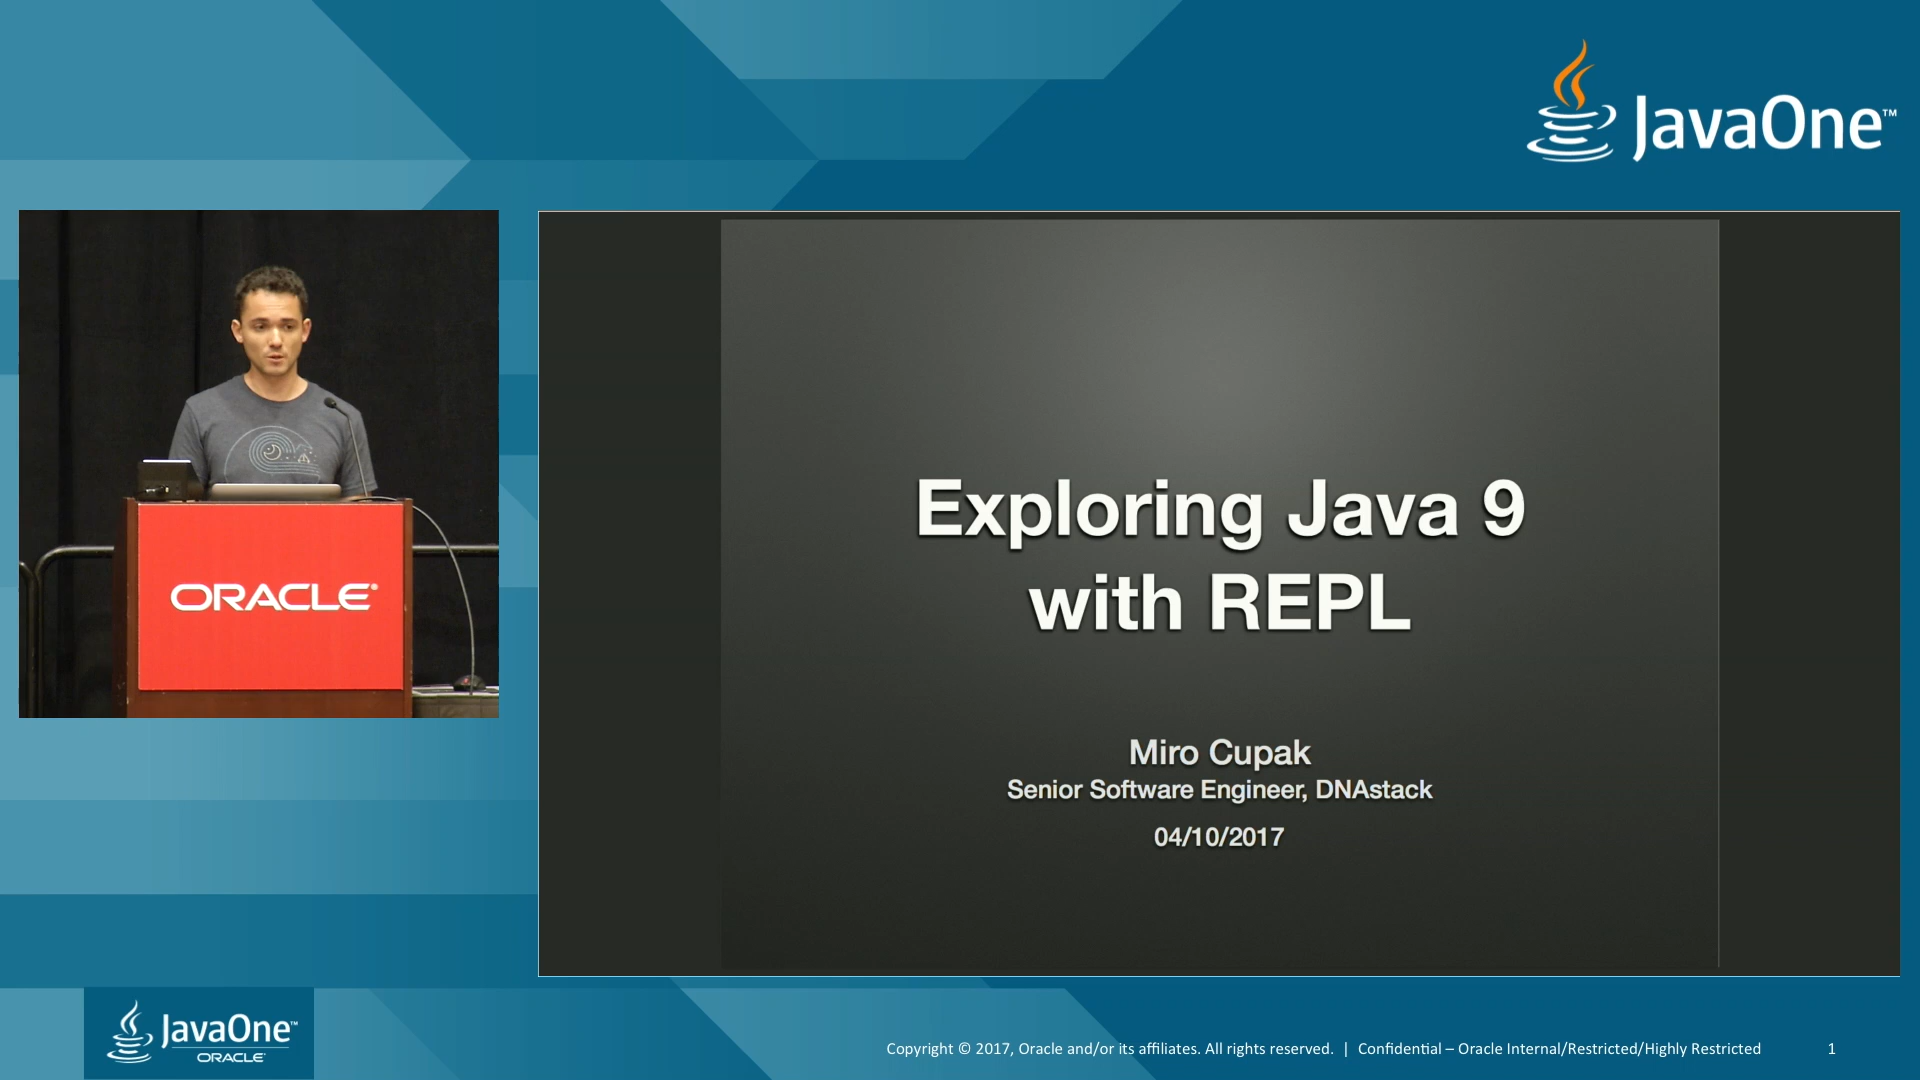 JavaOne™
ORACLE®
Exploring Java 9
with REPL
Miro Cupak
Senior Software Engineer, DNAstack
04/10/2017
JavaOne™
ORACLE®
Copyright © 2017, Oracle and/or its affiliates. All rights reserved. | Confidential – Oracle Internal/Restricted/Highly Restricted 1